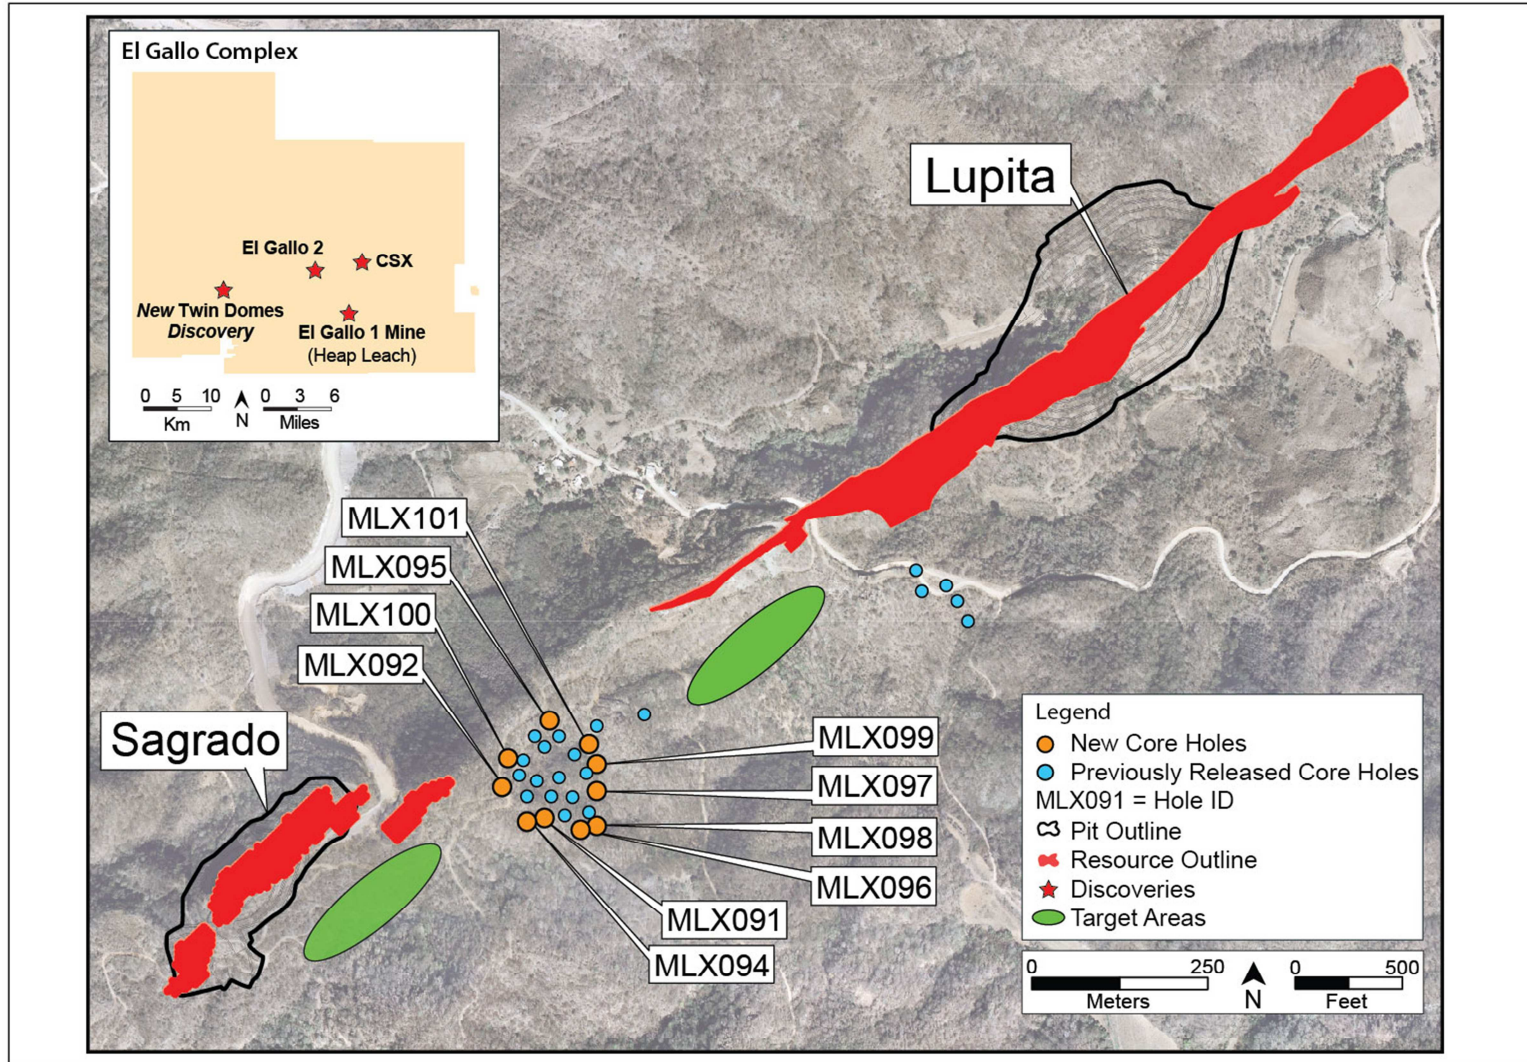 El Gallo Complex
El Gallo 2
CSX
New Twin Domes
Discovery
El Gallo 1 Mine
(Heap Leach)
0 5 10
Km
N
0 3 6
Miles
Lupita
MLX101
MLX095
MLX100
MLX092
Sagrado
MLX099
MLX097
MLX098
MLX096
MLX091
MLX094
Legend
New Core Holes
Previously Released Core Holes
MLX091 = Hole ID
Pit Outline
Resource Outline
Discoveries
Target Areas
0 250
Meters
N
0 500
Feet